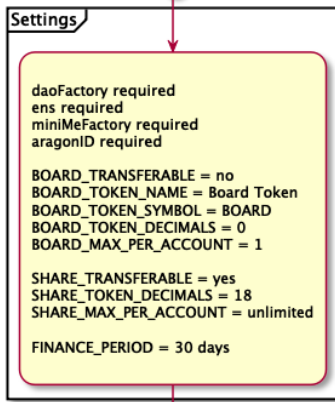 Settings
daoFactory required
ens required
miniMeFactory required
aragonID required
BOARD_TRANSFERABLE = no
BOARD_TOKEN_NAME = Board Token
BOARD_TOKEN_SYMBOL = BOARD
BOARD_TOKEN_DECIMALS = 0
BOARD_MAX_PER_ACCOUNT = 1
SHARE_TRANSFERABLE = yes
SHARE_TOKEN_DECIMALS = 18
SHARE_MAX_PER_ACCOUNT = unlimited
FINANCE_PERIOD = 30 days